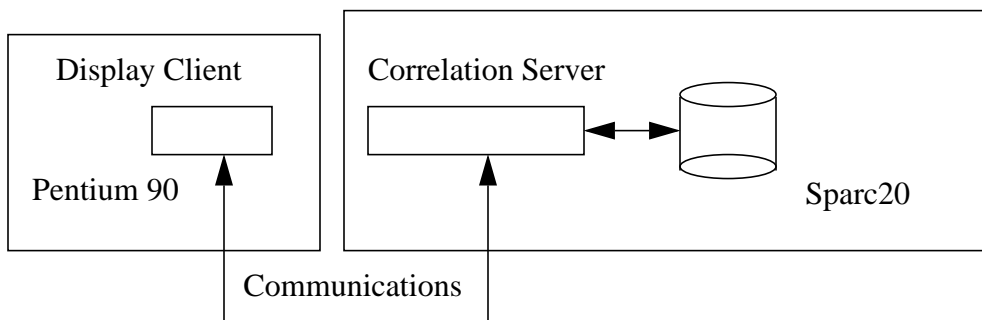 Display Client
Correlation Server
Pentium 90
Sparc20
Communications